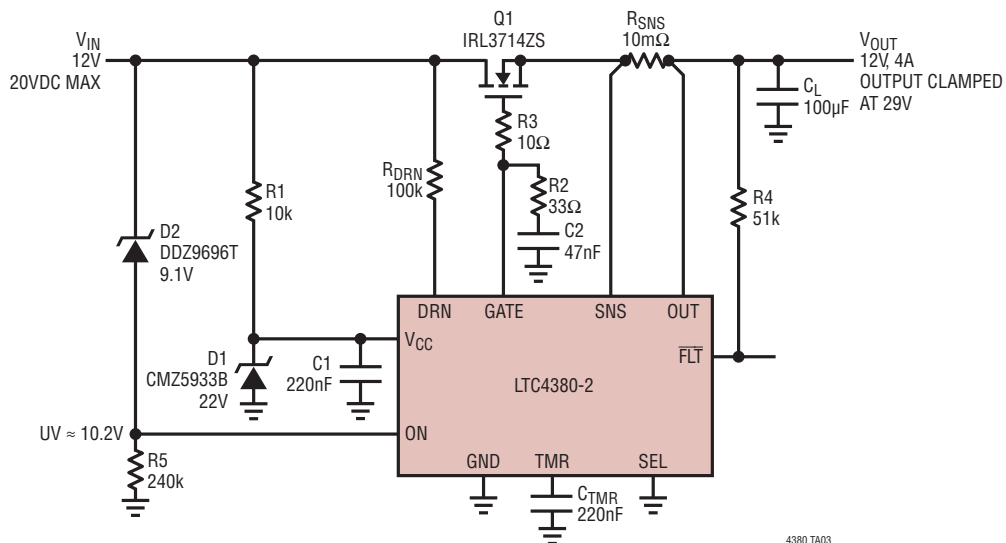 Q1
IRL3714ZS
RSNS
10mΩ
VIN
12V
20VDC MAX
VOUT
12V, 4A
OUTPUT CLAMPED
AT 29V
CL
100µF
R3
10Ω
RDRN
100k
R2
33Ω
C2
47nF
R1
10k
R4
51k
D2
DDZ9696T
9.1V
DRN
GATE
SNS
OUT
VCC
FLT
D1
CMZ5933B
22V
C1
220nF
LTC4380-2
UV ≈ 10.2V
ON
R5
240k
GND
TMR
SEL
CTMR
220nF
4380 TA03